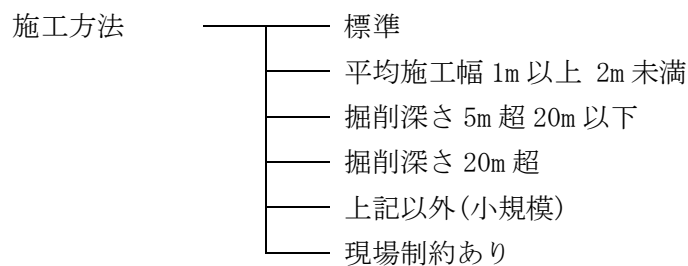 施工方法 標準
平均施工幅 1m 以上 2m 未満
掘削深さ 5m 超 20m 以下
掘削深さ 20m 超
上記以外(小規模)
現場制約あり